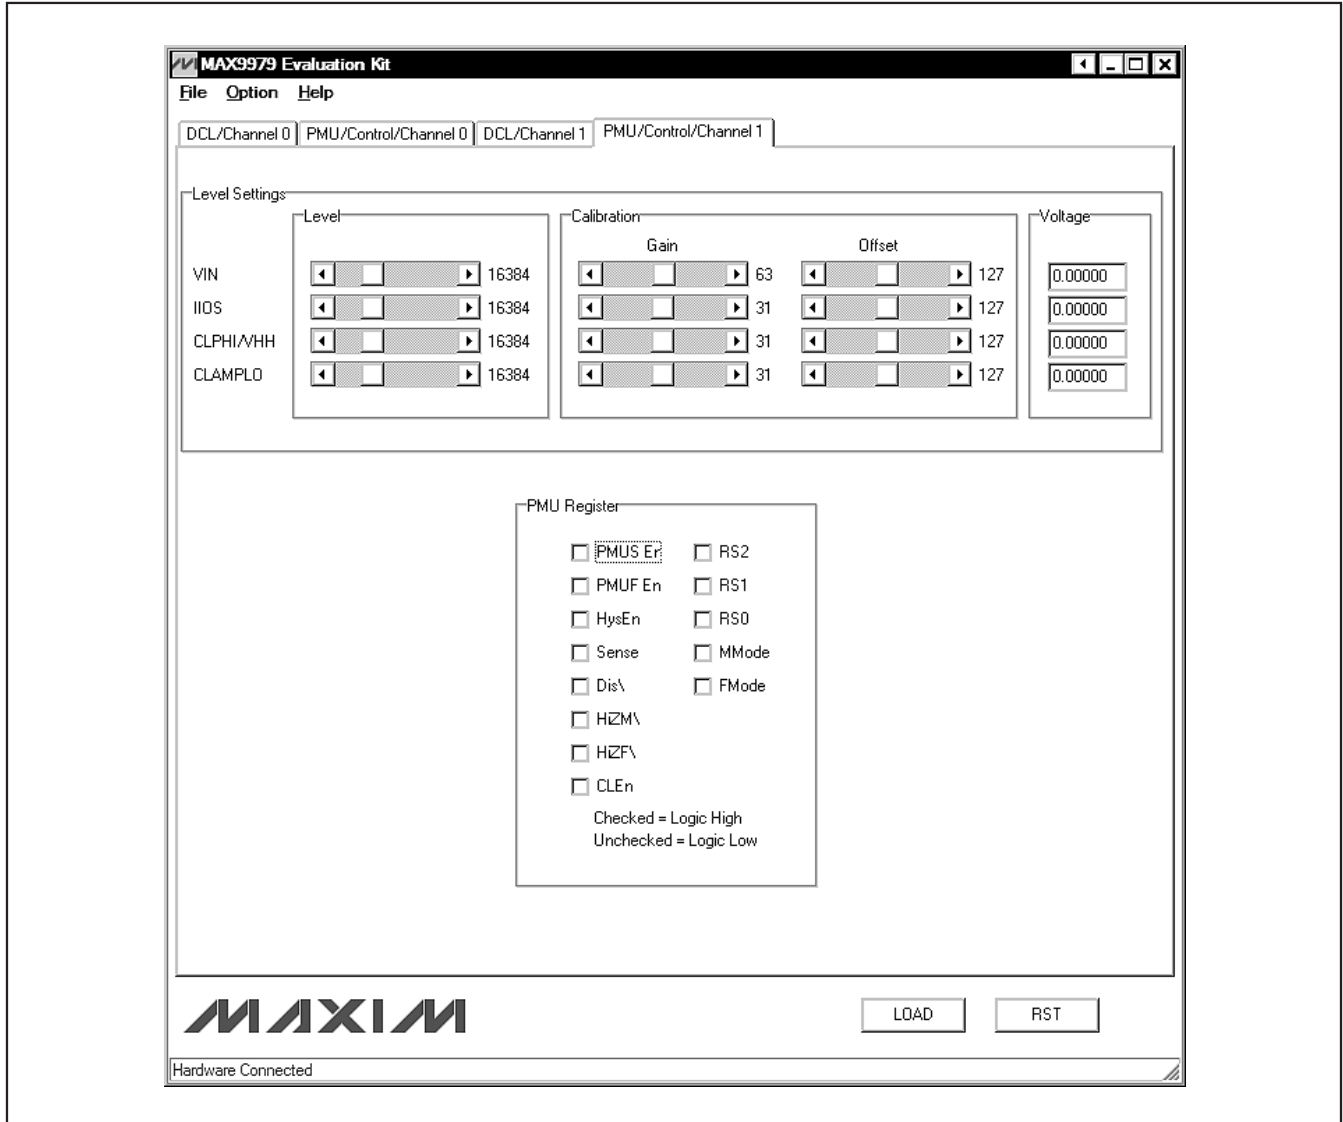 MAX9979 Evaluation Kit
File Option Help
DCL/Channel 0 PMU/Control/Channel 0 DCL/Channel 1 PMU/Control/Channel 1
Level Settings
Level Calibration Voltage
Gain Offset
VIN 16384 63 127 0.00000
IIOS 16384 31 127 0.00000
CLPHI/VHH 16384 31 127 0.00000
CLAMPLO 16384 31 127 0.00000
PMU Register
PMUS En RS2
PMUF En RS1
HysEn RS0
Sense MMode
Dis\ FMode
HiZM\
HiZF\
CLEn
Checked = Logic High
Unchecked = Logic Low
MAXIM LOAD RST
Hardware Connected